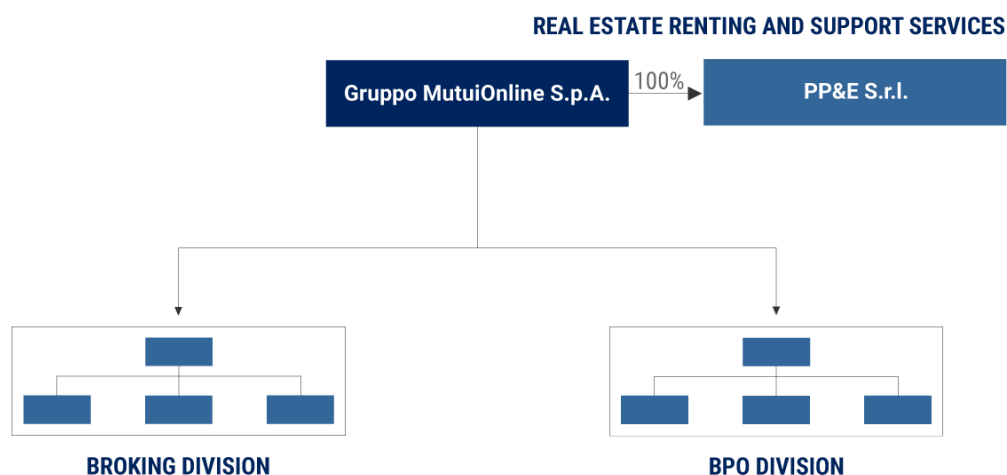 REAL ESTATE RENTING AND SUPPORT SERVICES
Gruppo MutuiOnline S.p.A.
100%
PP&E S.r.l.
BROKING DIVISION
BPO DIVISION